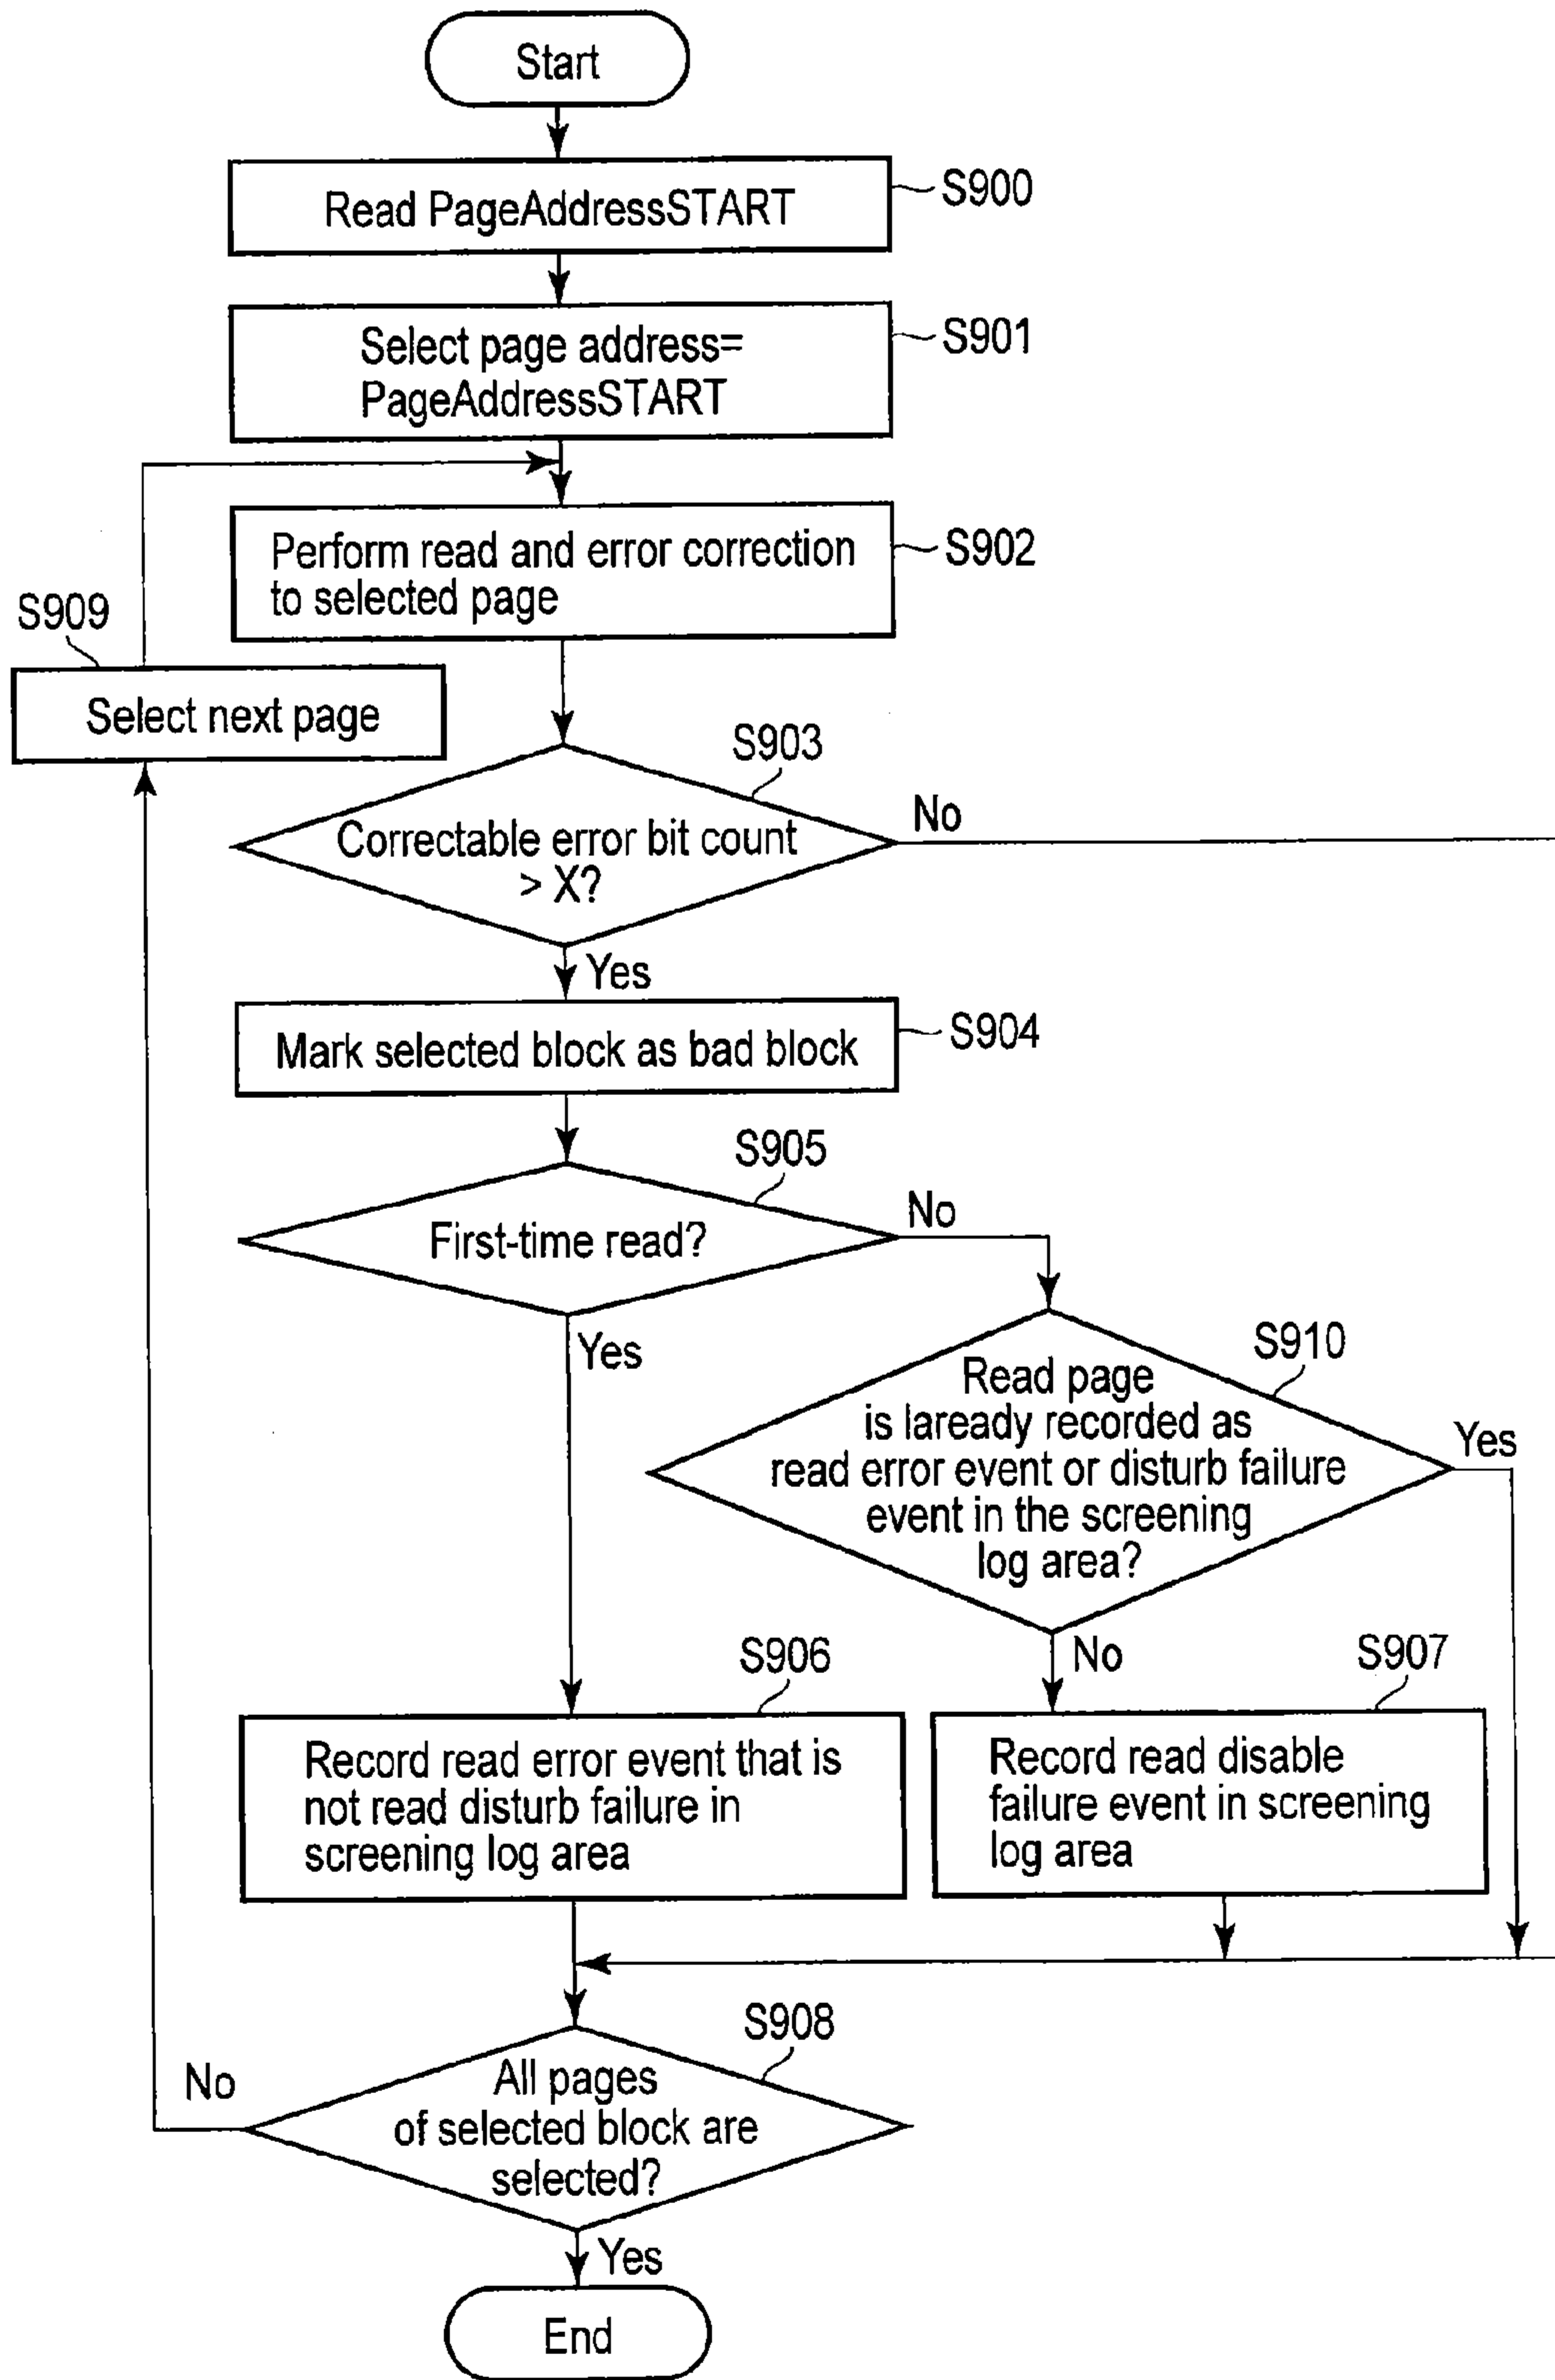 Start
Read PageAddressSTART
S900
Select page address=
PageAddressSTART
S901
Perform read and error correction
to selected page
S902
S909
Select next page
S903
Correctable error bit count
> X?
No
Yes
Mark selected block as bad block
S904
S905
First-time read?
No
Yes
S910
Read page
is laready recorded as
read error event or disturb failure
event in the screening
log area?
Yes
No
S906
Record read error event that is
not read disturb failure in
screening log area
S907
Record read disable
failure event in screening
log area
S908
All pages
of selected block are
selected?
No
Yes
End